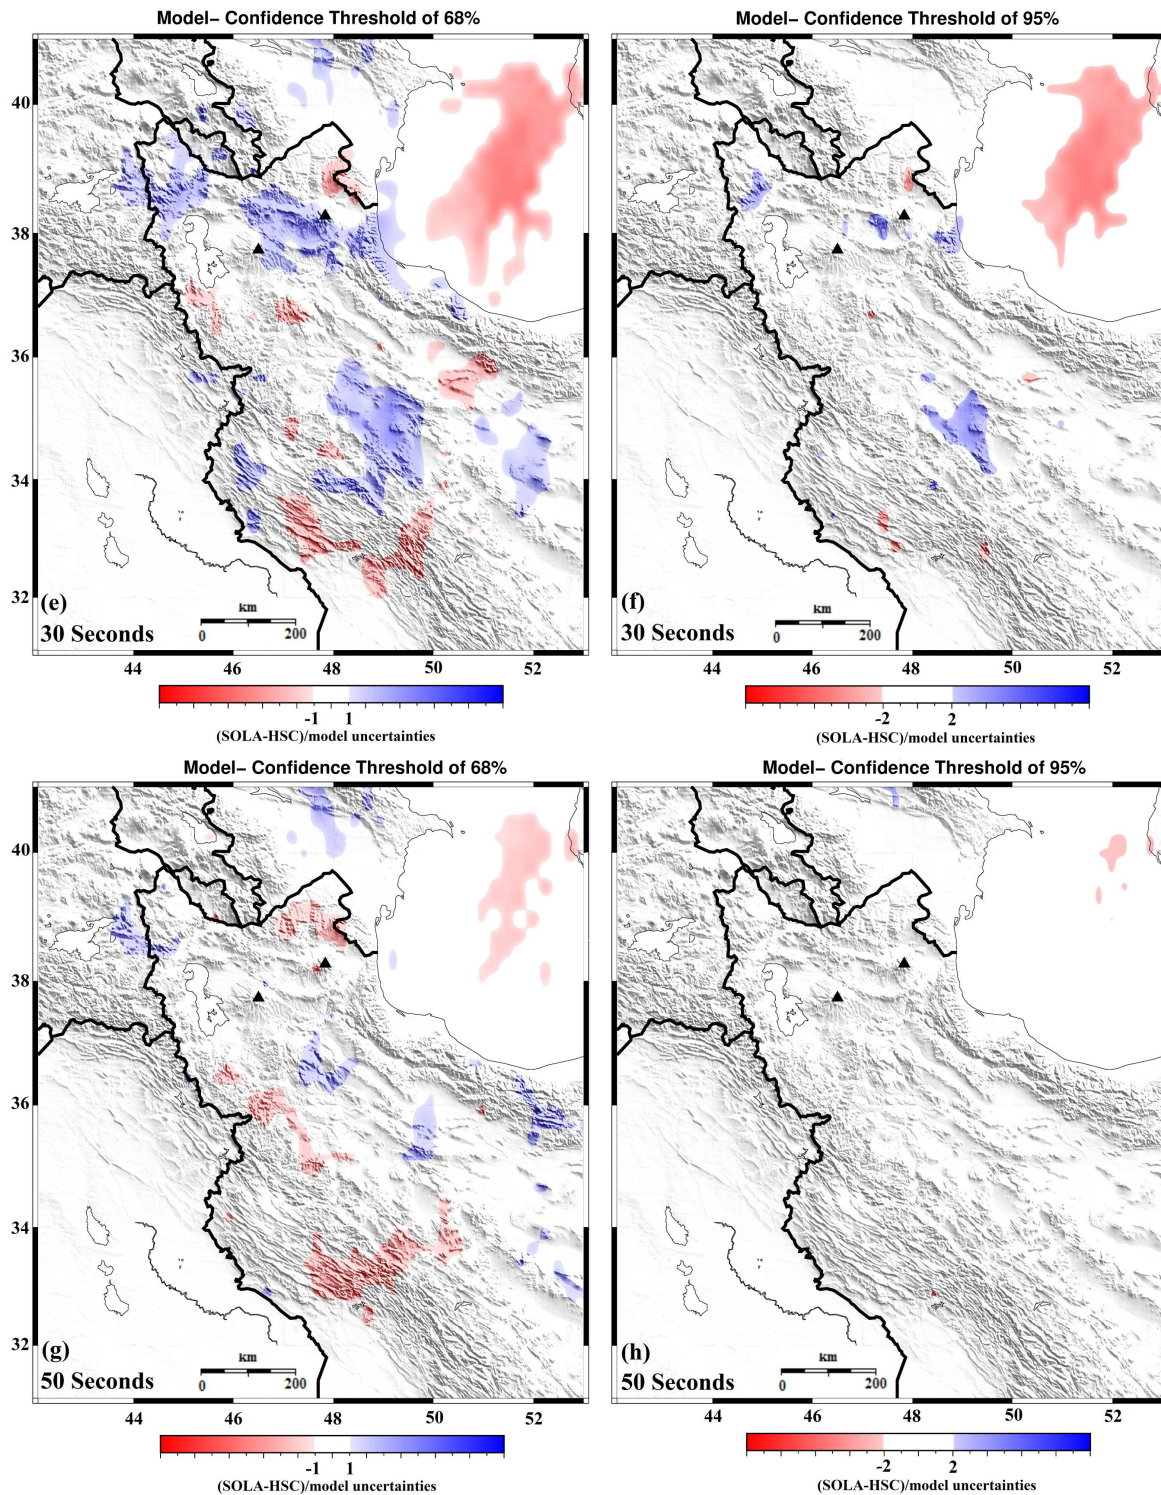 Model– Confidence Threshold of 68%
Model– Confidence Threshold of 95%
40
38
36
34
32
(e)
30 Seconds
km
0 200
(f)
30 Seconds
km
0 200
44 46 48 50 52
44 46 48 50 52
-1 1
(SOLA-HSC)/model uncertainties
-2 2
(SOLA-HSC)/model uncertainties
Model– Confidence Threshold of 68%
Model– Confidence Threshold of 95%
40
38
36
34
32
(g)
50 Seconds
km
0 200
(h)
50 Seconds
km
0 200
44 46 48 50 52
44 46 48 50 52
-1 1
(SOLA-HSC)/model uncertainties
-2 2
(SOLA-HSC)/model uncertainties